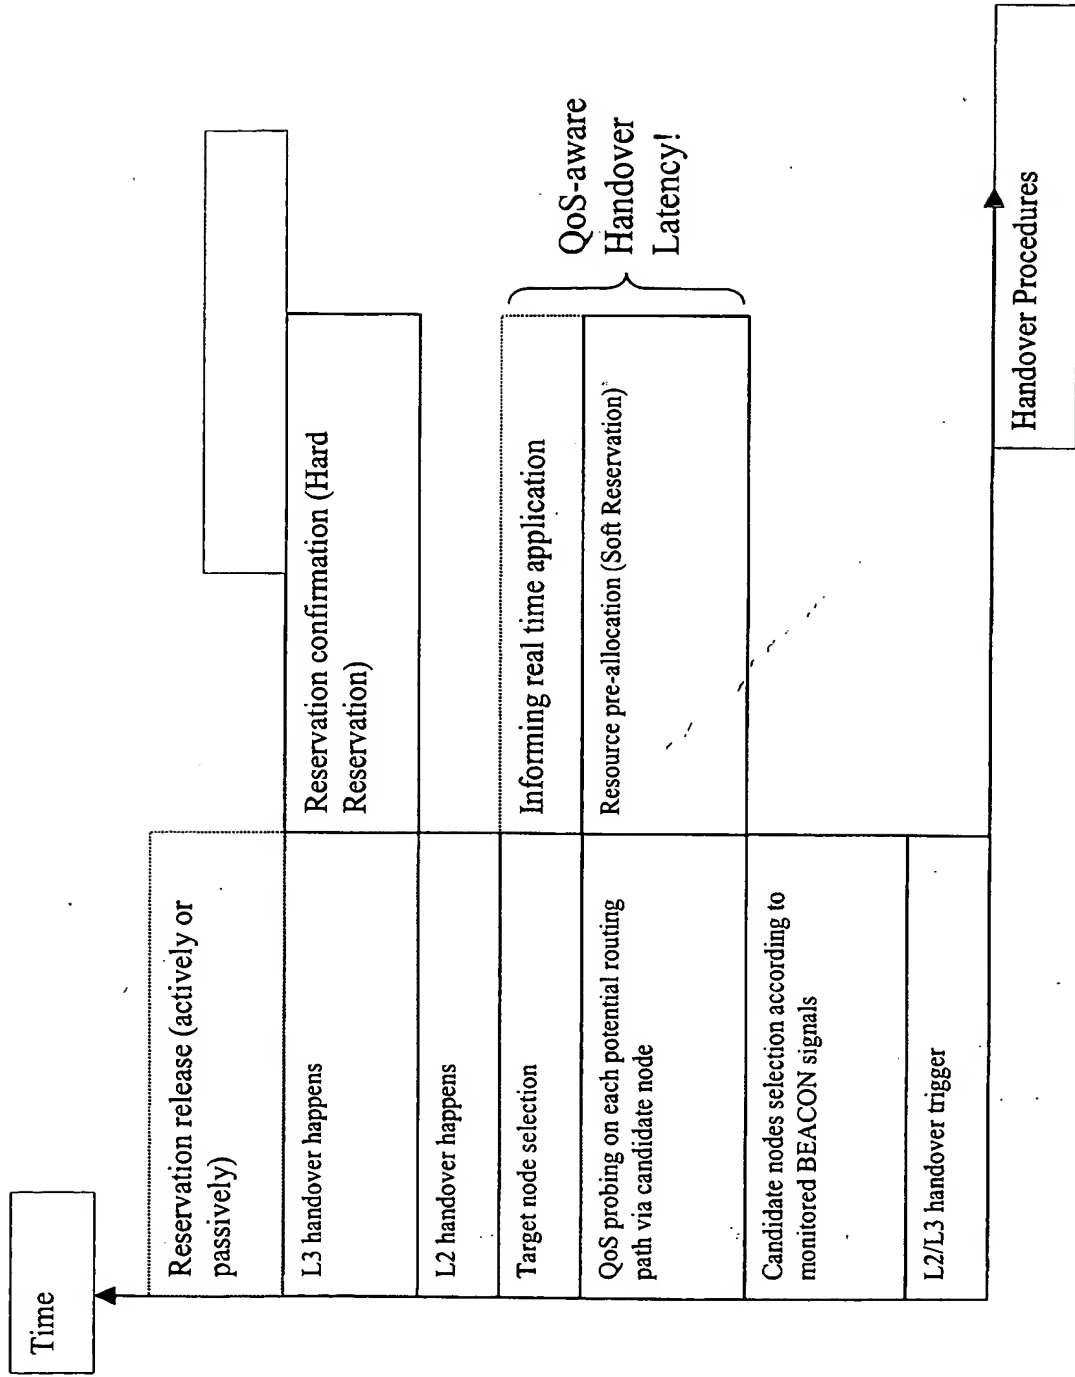 Time
Reservation release (actively or
passively)
L3 handover happens
Reservation confirmation (Hard
Reservation)
L2 handover happens
Target node selection
Informing real time application
QoS probing on each potential routing
path via candidate node
Resource pre-allocation (Soft Reservation)
QoS-aware
Handover
Latency!
Candidate nodes selection according to
monitored BEACON signals
L2/L3 handover trigger
Handover Procedures